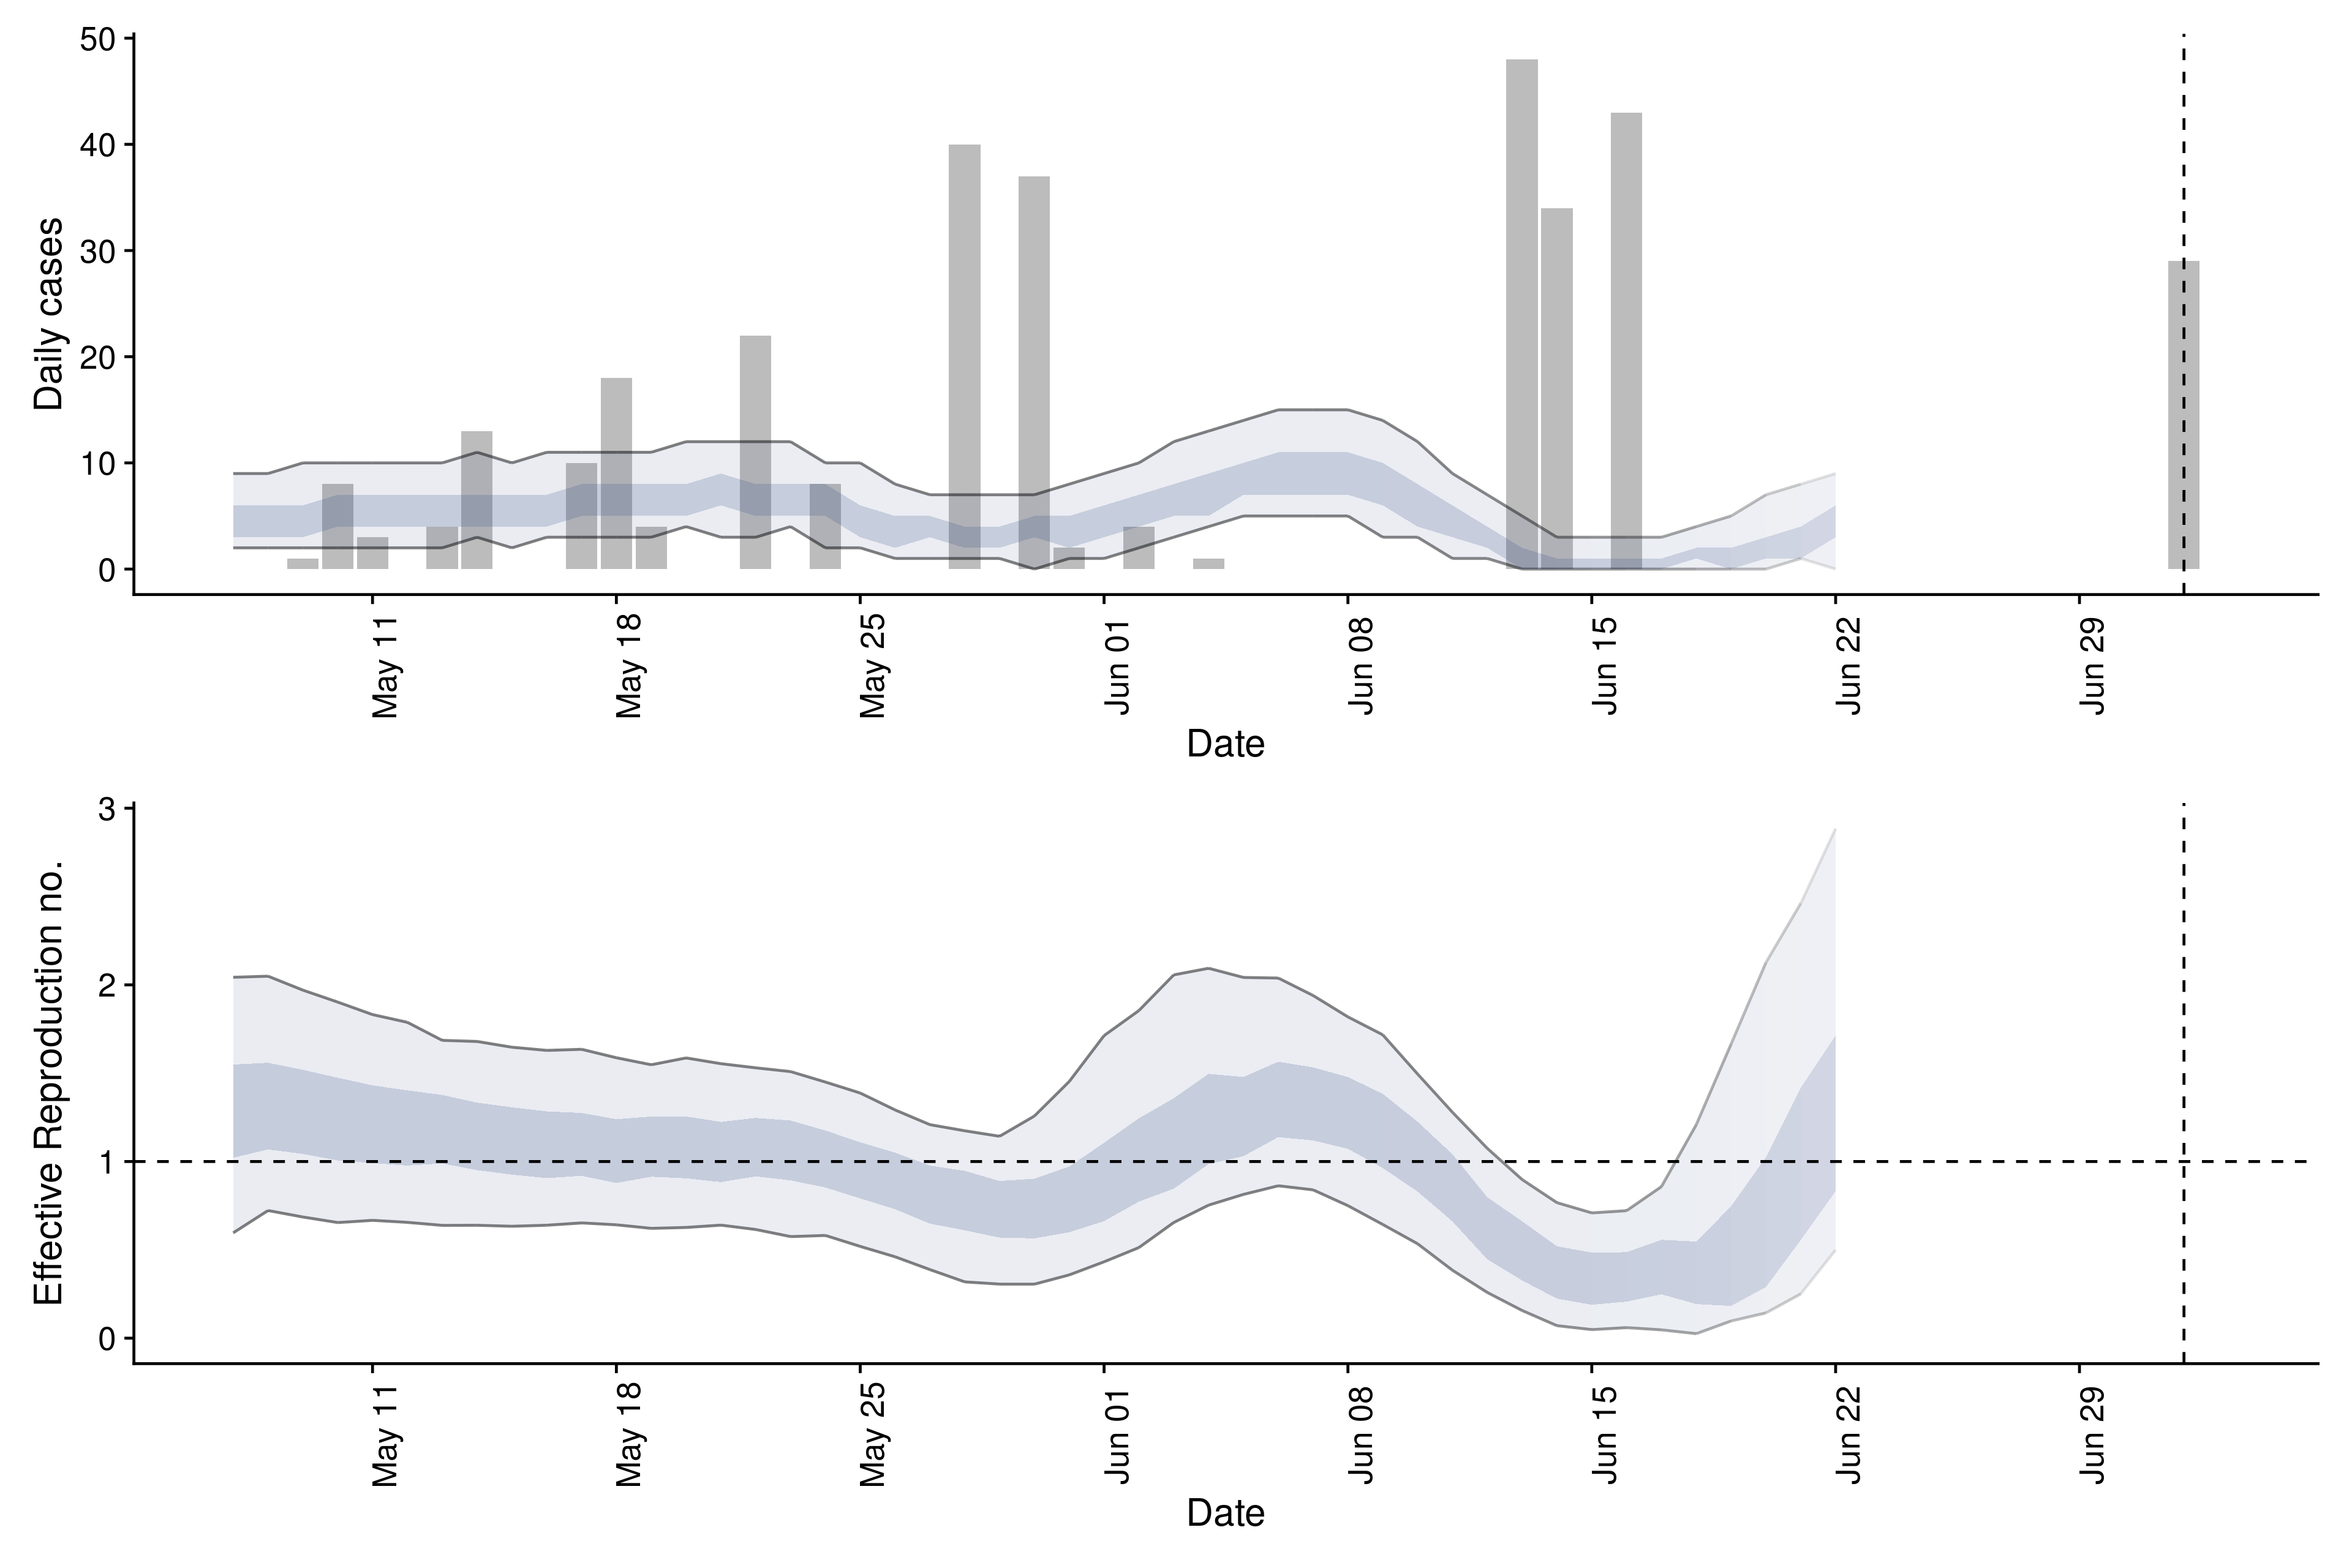 50
40
30
20
10
0
Daily cases
May 11
May 18
May 25
Jun 01
Jun 08
Jun 15
Jun 22
Jun 29
Date
3
2
1
0
Effective Reproduction no.
May 11
May 18
May 25
Jun 01
Jun 08
Jun 15
Jun 22
Jun 29
Date